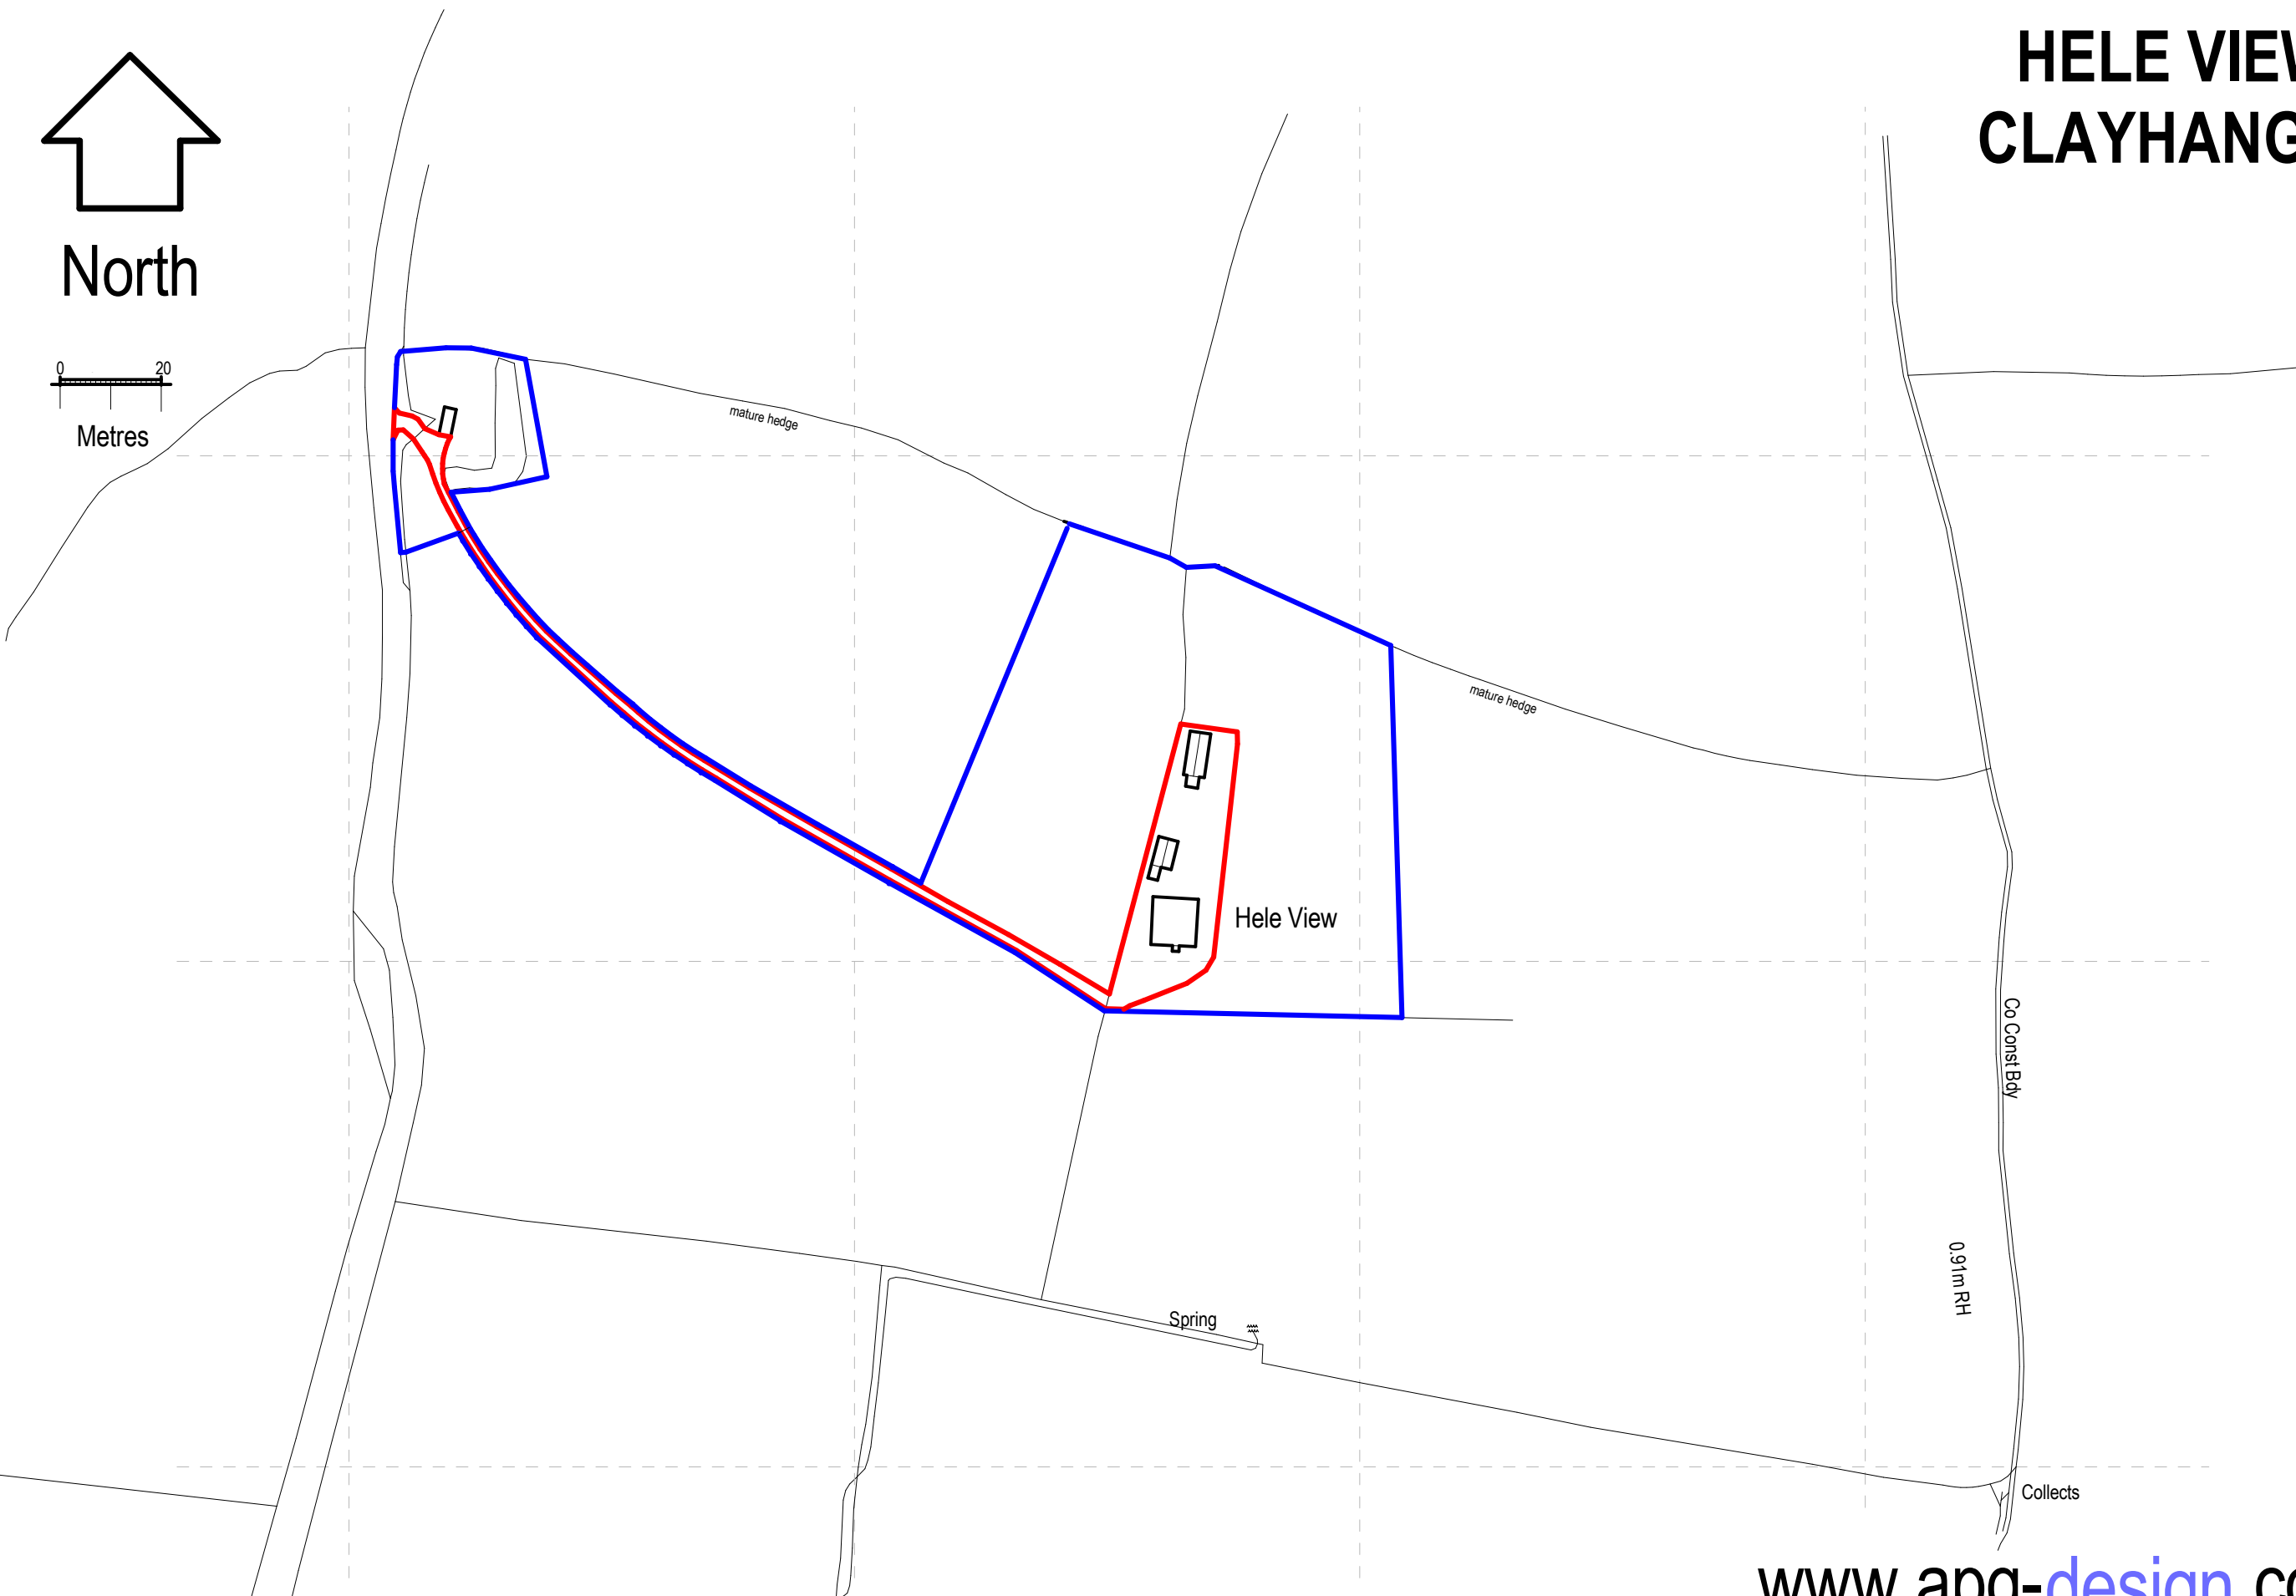 HELE VIEW
CLAYHANG
North
0 20
Metres
mature hedge
mature hedge
Hele View
Co Const Bdy
0.91m RH
Spring
Collects
www.apg-design.co